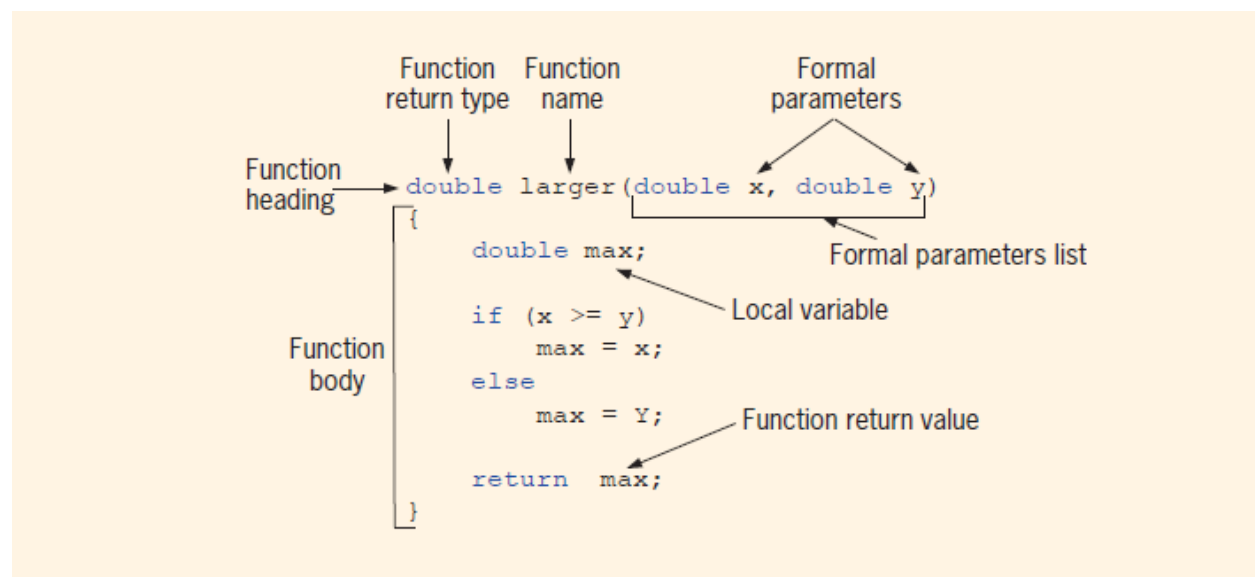 Function Function Formal
return type name parameters
Function
heading
double larger(double x, double y)
{
Formal parameters list
double max;
Local variable
if (x >= y)
max = x;
Function
body
else
max = Y;
Function return value
return max;
}